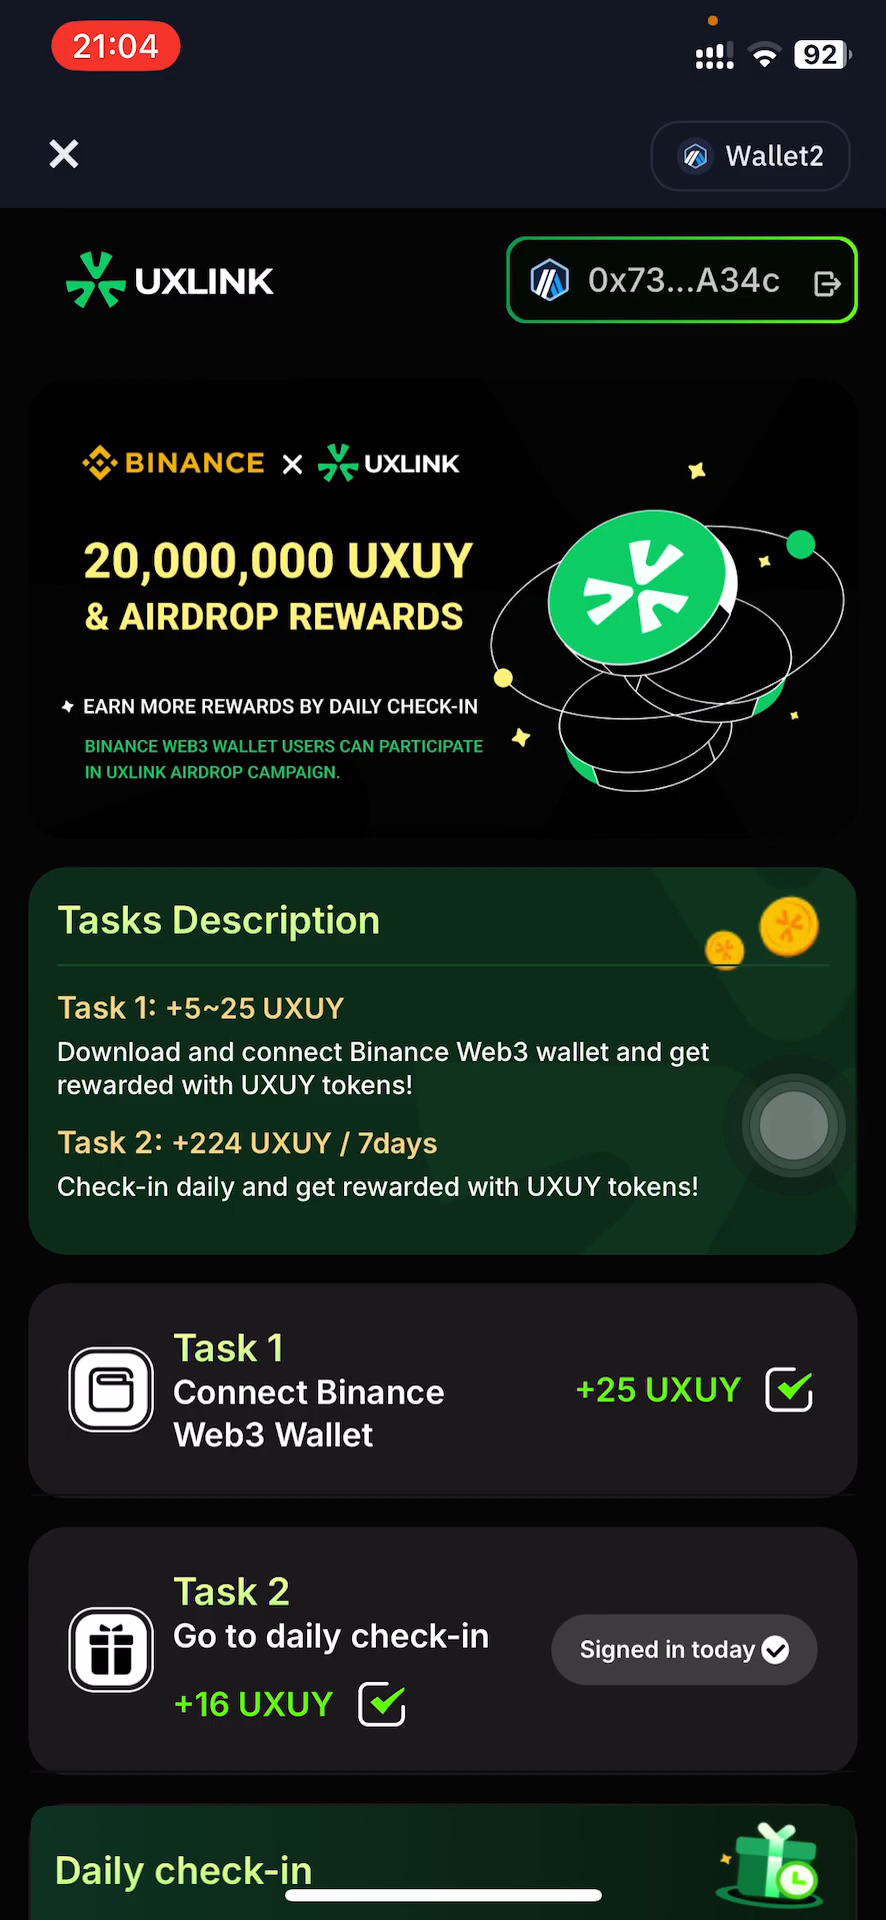 21:04
92
Wallet2
UXLINK
0x73...A34c
BINANCE X UXLINK
20,000,000 UXUY
& AIRDROP REWARDS
EARN MORE REWARDS BY DAILY CHECK-IN
BINANCE WEB3 WALLET USERS CAN PARTICIPATE
IN UXLINK AIRDROP CAMPAIGN.
Tasks Description
Task 1: +5~25 UXUY
Download and connect Binance Web3 wallet and get
rewarded with UXUY tokens!
Task 2: +224 UXUY / 7days
Check-in daily and get rewarded with UXUY tokens!
Task 1
Connect Binance
Web3 Wallet
+25 UXUY
Task 2
Go to daily check-in
+16 UXUY
Signed in today
Daily check-in